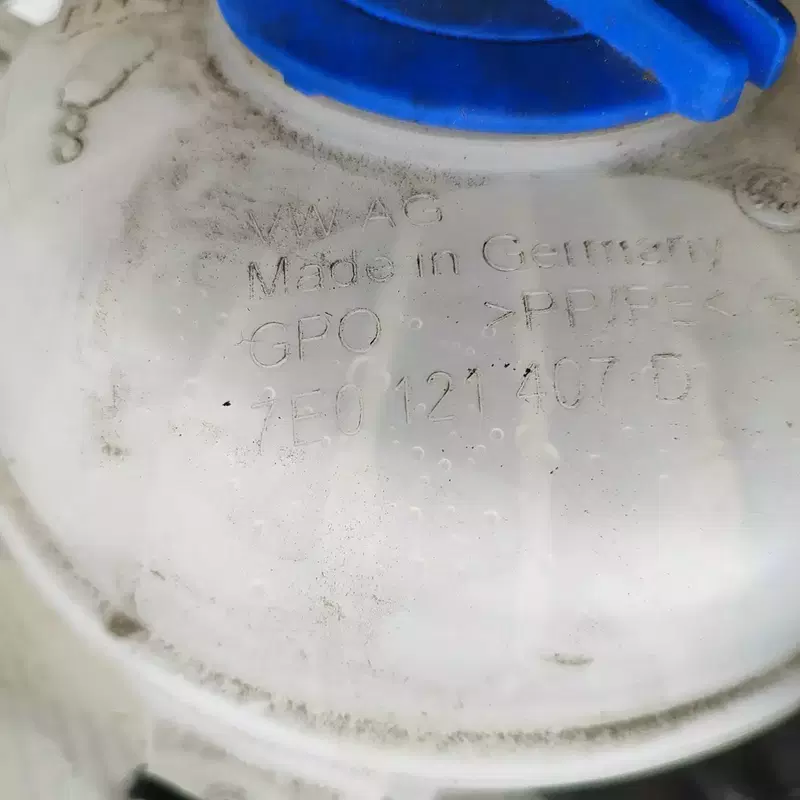 VW AG
Made in Germany
GPO >PP/PE<
7E0 121 407 D